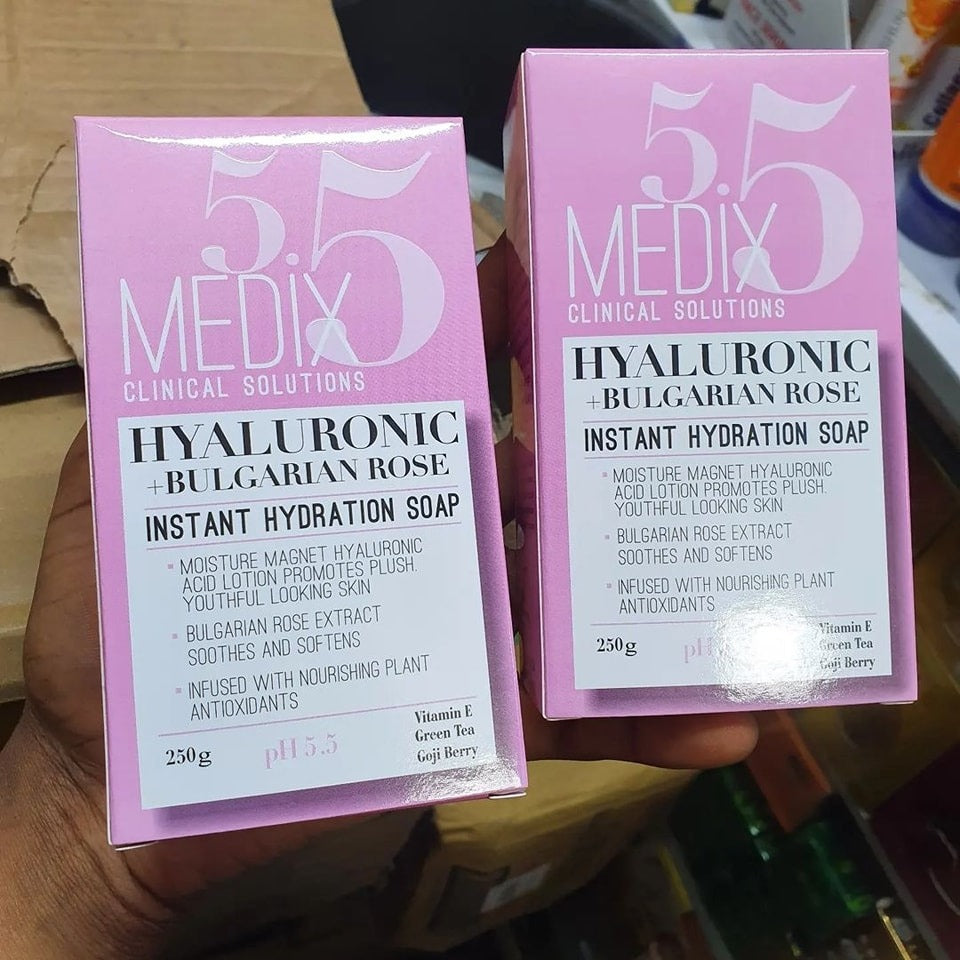 5.5
MEDiX
CLINICAL SOLUTIONS
HYALURONIC
+BULGARIAN ROSE
INSTANT HYDRATION SOAP
MOISTURE MAGNET HYALURONIC
ACID LOTION PROMOTES PLUSH,
YOUTHFUL LOOKING SKIN
BULGARIAN ROSE EXTRACT
SOOTHES AND SOFTENS
INFUSED WITH NOURISHING PLANT
ANTIOXIDANTS
250g pH 5.5
Vitamin E
Green Tea
Goji Berry
5.5
MEDiX
CLINICAL SOLUTIONS
HYALURONIC
+BULGARIAN ROSE
INSTANT HYDRATION SOAP
MOISTURE MAGNET HYALURONIC
ACID LOTION PROMOTES PLUSH,
YOUTHFUL LOOKING SKIN
BULGARIAN ROSE EXTRACT
SOOTHES AND SOFTENS
INFUSED WITH NOURISHING PLANT
ANTIOXIDANTS
250g pH
Vitamin E
Green Tea
Goji Berry